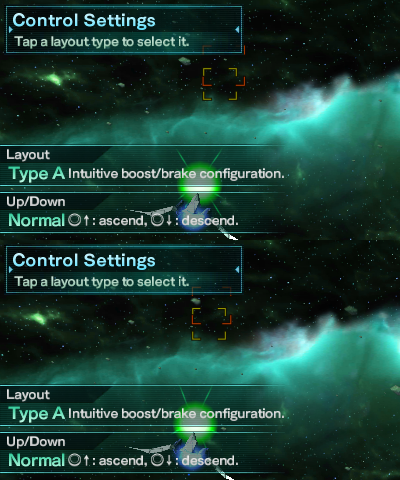 Control Settings
Tap a layout type to select it.
Layout
Type A Intuitive boost/brake configuration.
Up/Down
Normal ◎↑: ascend, ◎↓: descend.
Control Settings
Tap a layout type to select it.
Layout
Type A Intuitive boost/brake configuration.
Up/Down
Normal ◎↑: ascend, ◎↓: descend.